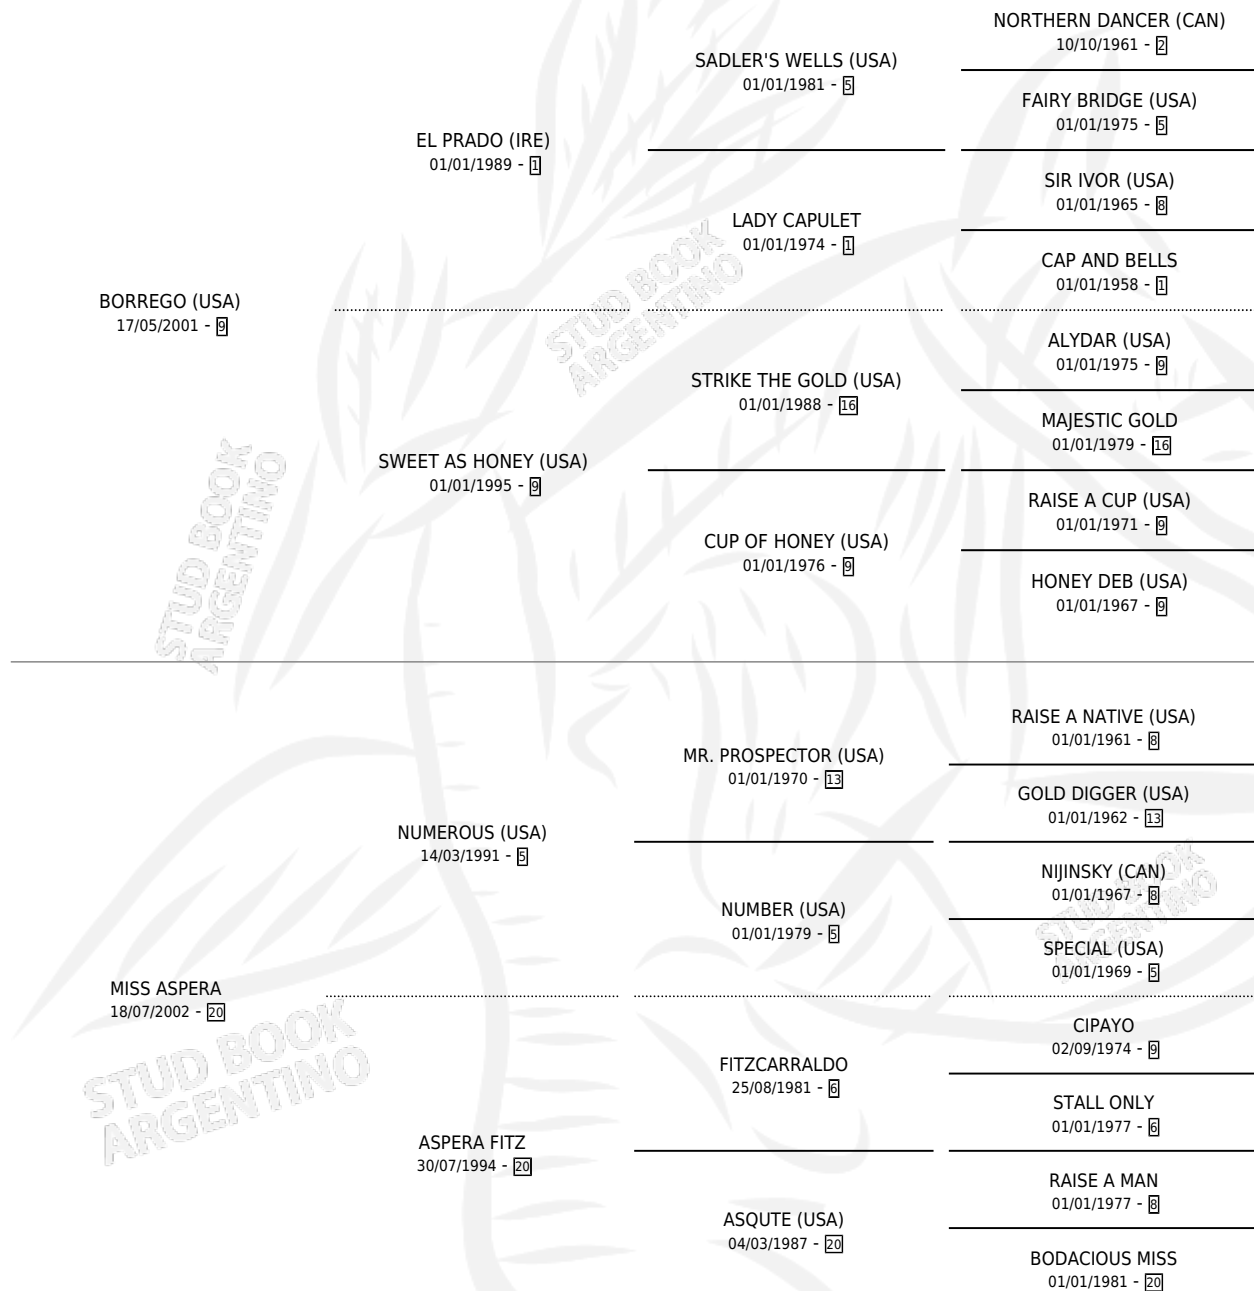 NORTHERN DANCER (CAN)
10/10/1961 - 2
SADLER'S WELLS (USA)
01/01/1981 - 5
FAIRY BRIDGE (USA)
01/01/1975 - 5
EL PRADO (IRE)
01/01/1989 - 1
SIR IVOR (USA)
01/01/1965 - 8
LADY CAPULET
01/01/1974 - 1
CAP AND BELLS
01/01/1958 - 1
BORREGO (USA)
17/05/2001 - 9
ALYDAR (USA)
01/01/1975 - 9
STRIKE THE GOLD (USA)
01/01/1988 - 16
MAJESTIC GOLD
01/01/1979 - 16
SWEET AS HONEY (USA)
01/01/1995 - 9
RAISE A CUP (USA)
01/01/1971 - 9
CUP OF HONEY (USA)
01/01/1976 - 9
HONEY DEB (USA)
01/01/1967 - 9
RAISE A NATIVE (USA)
01/01/1961 - 8
MR. PROSPECTOR (USA)
01/01/1970 - 13
GOLD DIGGER (USA)
01/01/1962 - 13
NUMEROUS (USA)
14/03/1991 - 5
NIJINSKY (CAN)
01/01/1967 - 8
NUMBER (USA)
01/01/1979 - 5
SPECIAL (USA)
01/01/1969 - 5
MISS ASPERA
18/07/2002 - 20
CIPAYO
02/09/1974 - 9
FITZCARRALDO
25/08/1981 - 6
STALL ONLY
01/01/1977 - 6
ASPERA FITZ
30/07/1994 - 20
RAISE A MAN
01/01/1977 - 8
ASQUTE (USA)
04/03/1987 - 20
BODACIOUS MISS
01/01/1981 - 20
STUD BOOK
ARGENTINO
STUD BOOK
ARGENTINO
STUD BOOK
ARGENTINO
STUD BOOK
ARGENTINO